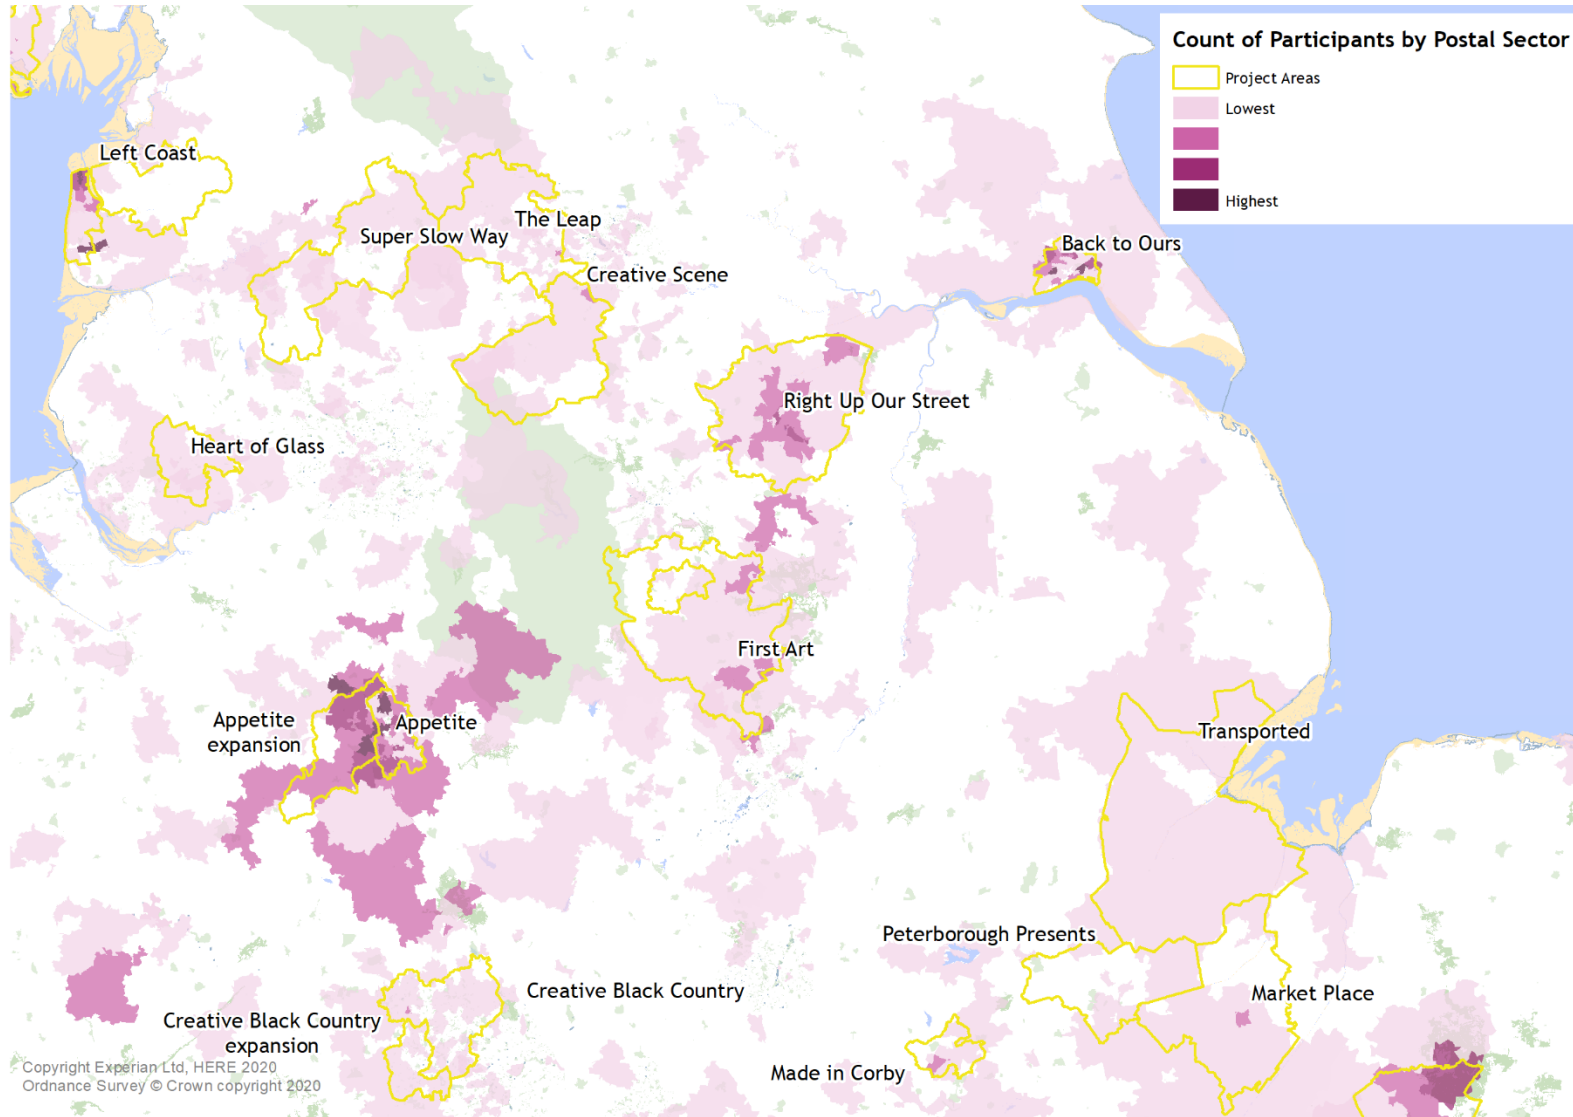 Count of Participants by Postal Sector
Project Areas
Lowest
Highest
Left Coast
The Leap
Super Slow Way
Back to Ours
Creative Scene
Right Up Our Street
Heart of Glass
First Art
Appetite
expansion
Appetite
Transported
Peterborough Presents
Creative Black Country
Market Place
Creative Black Country
expansion
Made in Corby
Copyright Experian Ltd, HERE 2020
Ordnance Survey © Crown copyright 2020